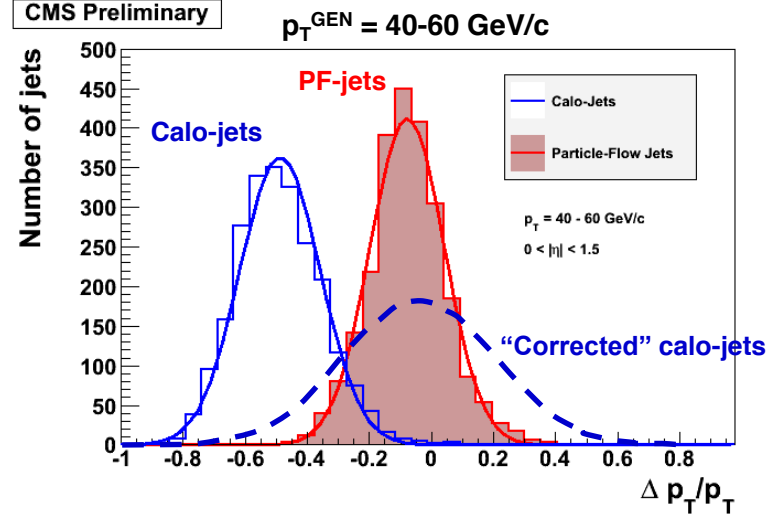 CMS Preliminary
p_T^GEN = 40-60 GeV/c
Number of jets
500
450
400
350
300
250
200
150
100
50
0
PF-jets
Calo-jets
Calo-Jets
Particle-Flow Jets
p_T = 40 - 60 GeV/c
0 < |η| < 1.5
“Corrected” calo-jets
-1 -0.8 -0.6 -0.4 -0.2 0 0.2 0.4 0.6 0.8
Δ p_T/p_T